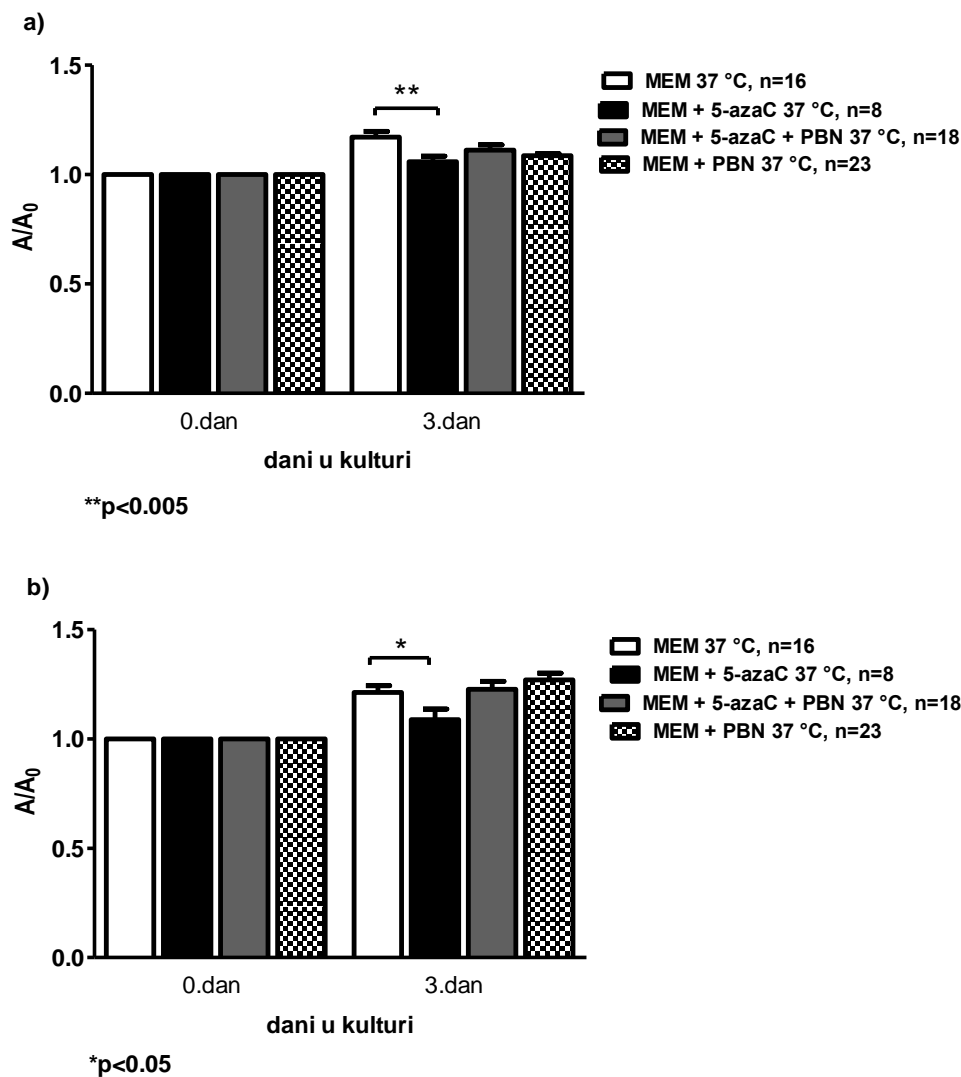 a)
1.5
1.0
0.5
0.0
A/A₀
**
0.dan
3.dan
dani u kulturi
MEM 37 °C, n=16
MEM + 5-azaC 37 °C, n=8
MEM + 5-azaC + PBN 37 °C, n=18
MEM + PBN 37 °C, n=23
**p<0.005
b)
1.5
1.0
0.5
0.0
A/A₀
*
0.dan
3.dan
dani u kulturi
MEM 37 °C, n=16
MEM + 5-azaC 37 °C, n=8
MEM + 5-azaC + PBN 37 °C, n=18
MEM + PBN 37 °C, n=23
*p<0.05